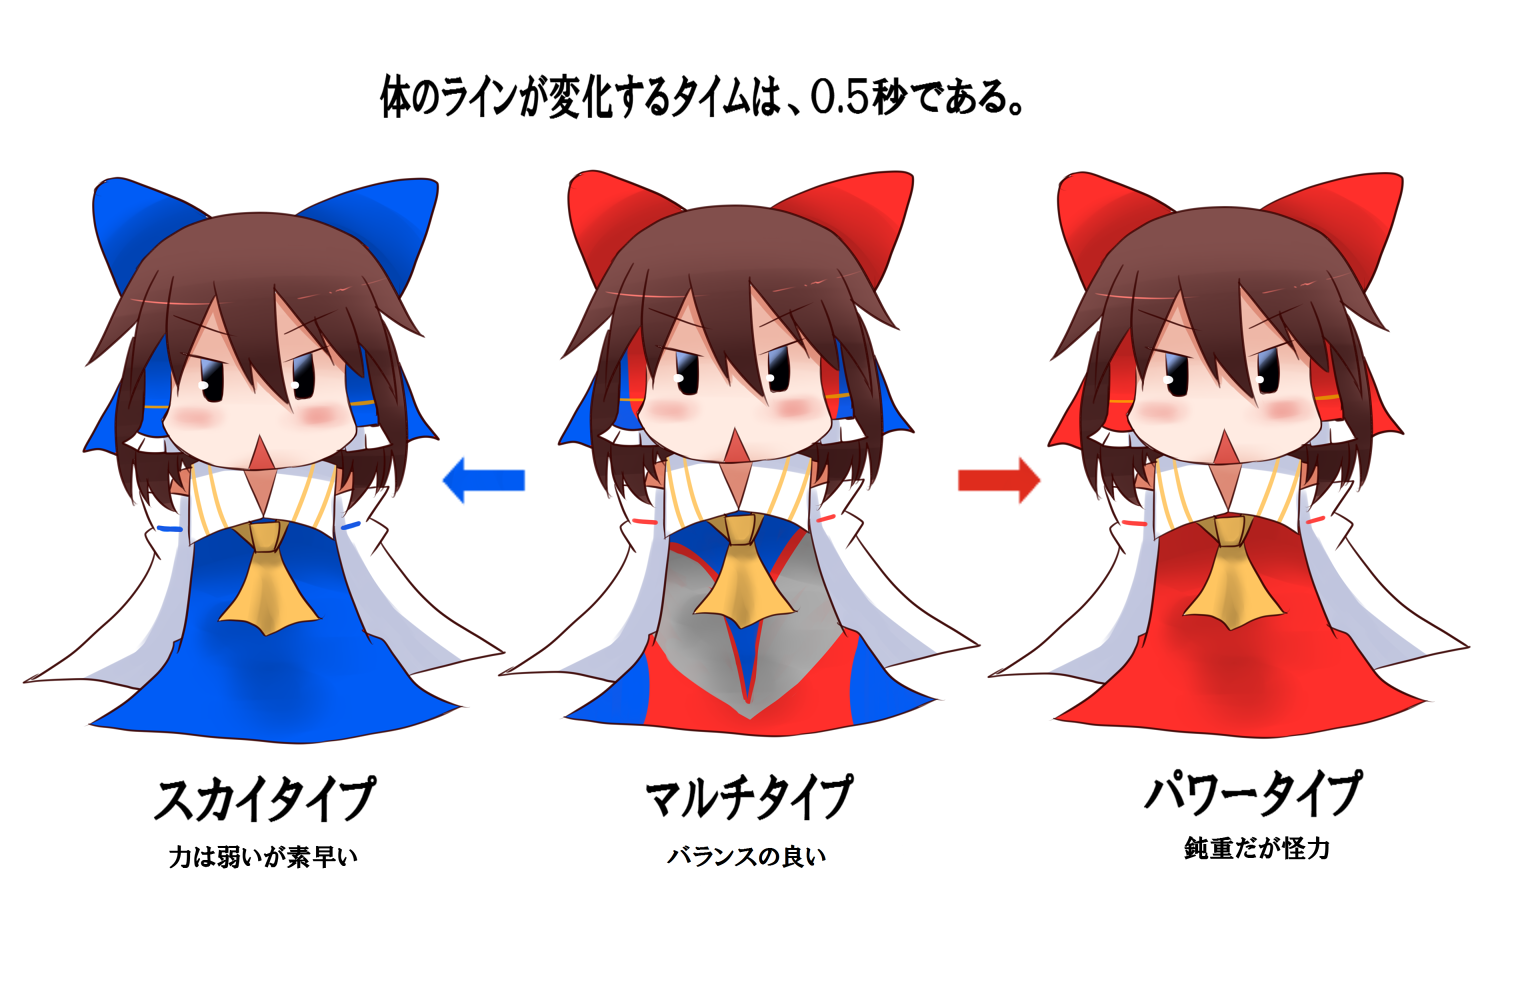 体のラインが変化するタイムは、0.5秒である。
スカイタイプ
力は弱いが素早い
マルチタイプ
バランスの良い
パワータイプ
鈍重だが怪力